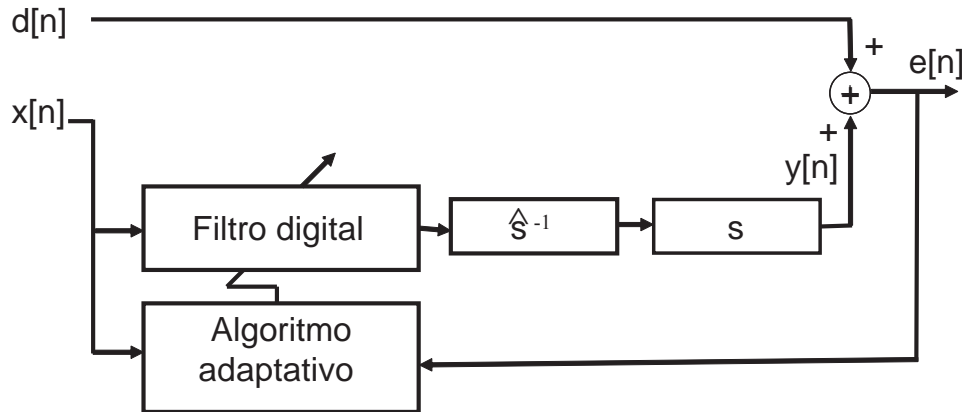 d[n]
+
e[n]
x[n]
+
+
y[n]
Filtro digital
ŝ⁻¹
s
Algoritmo
adaptativo